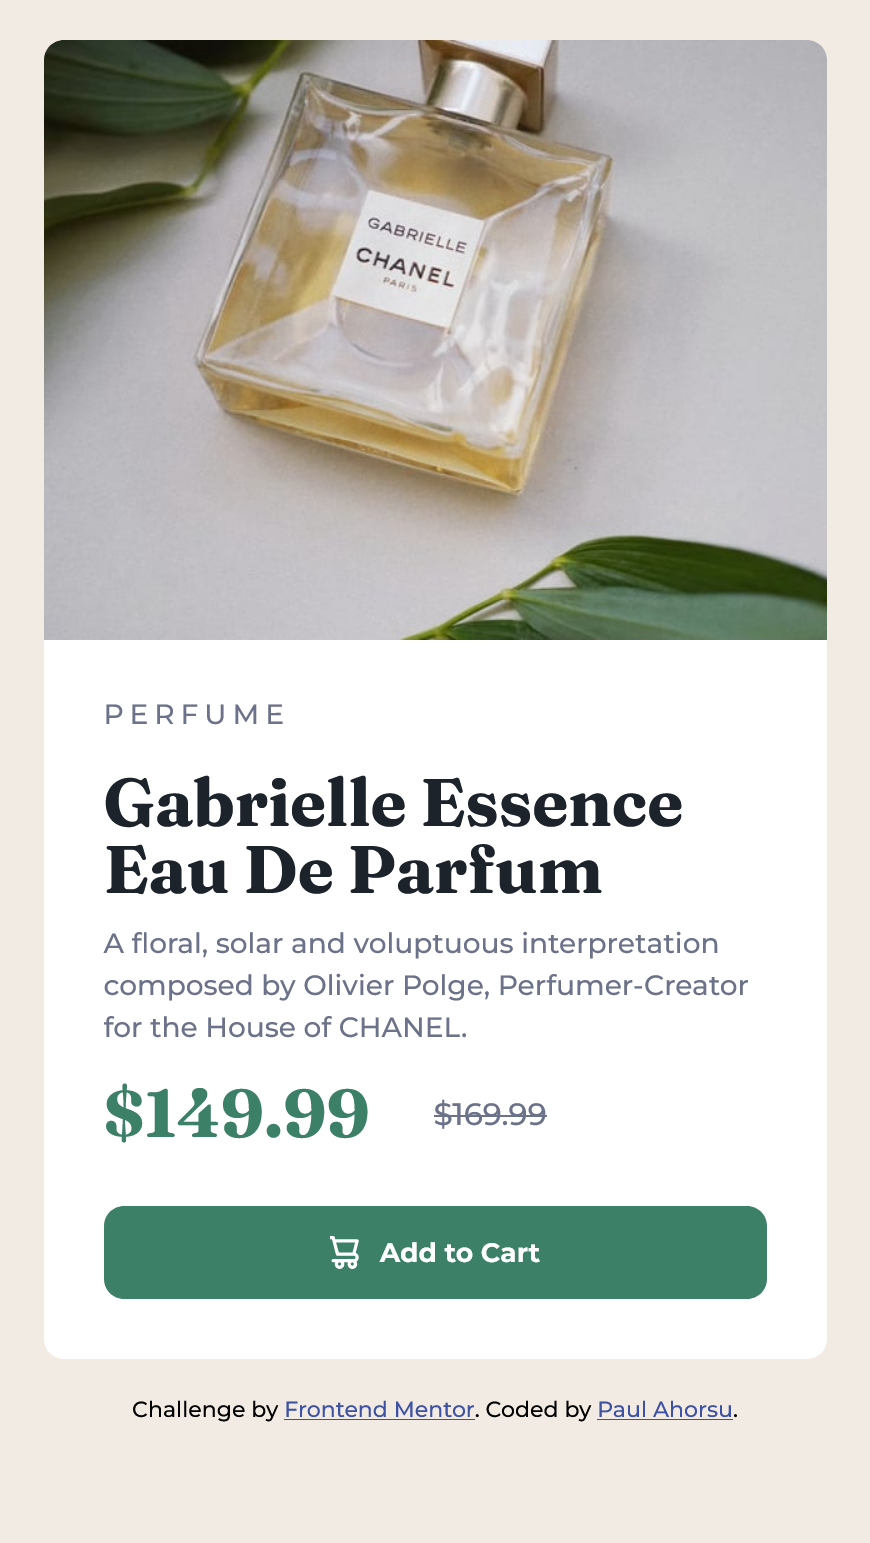 GABRIELLE
CHANEL
PARIS
PERFUME
Gabrielle Essence
Eau De Parfum
A floral, solar and voluptuous interpretation
composed by Olivier Polge, Perfumer-Creator
for the House of CHANEL.
$149.99 $169.99
Add to Cart
Challenge by Frontend Mentor. Coded by Paul Ahorsu.